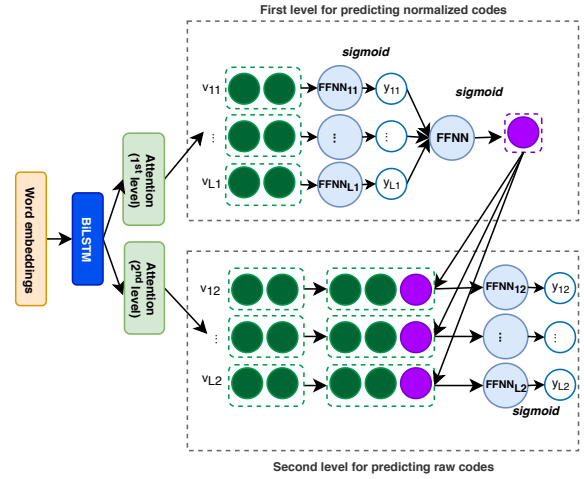 First level for predicting normalized codes
sigmoid
sigmoid
v11
FFNN11
y11
⋮
⋮
⋮
FFNN
vL1
FFNNL1
yL1
Word embeddings
BiLSTM
Attention
(1st level)
Attention
(2nd level)
v12
FFNN12
y12
⋮
⋮
⋮
vL2
FFNNL2
yL2
sigmoid
Second level for predicting raw codes